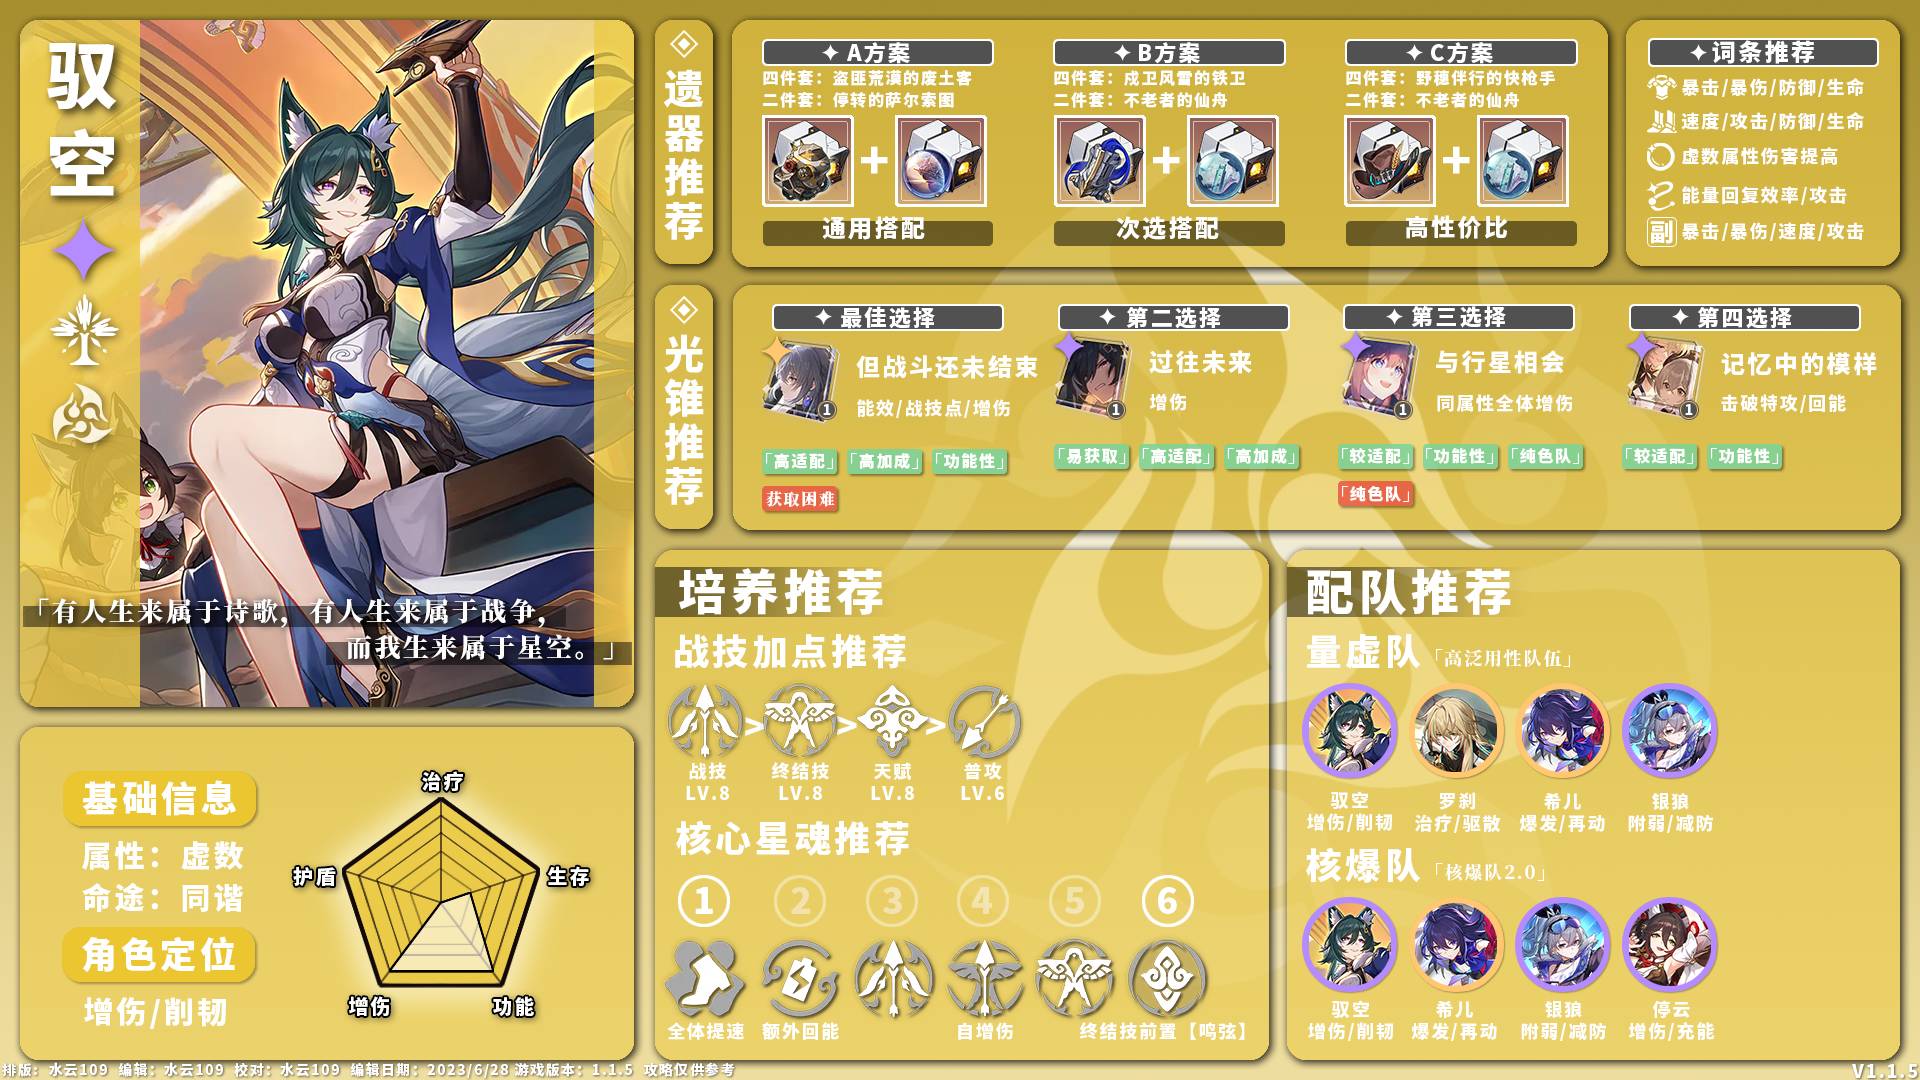 驭空
「有人生来属于诗歌，有人生来属于战争，
而我生来属于星空。」
基础信息
属性：虚数
命途：同谐
角色定位
增伤/削韧
治疗
护盾
生存
增伤
功能
遗器推荐
A方案
四件套：盗匪荒漠的废土客
二件套：停转的萨尔索图
通用搭配
B方案
四件套：戍卫风雪的铁卫
二件套：不老者的仙舟
次选搭配
C方案
四件套：野穗伴行的快枪手
二件套：不老者的仙舟
高性价比
词条推荐
暴击/暴伤/防御/生命
速度/攻击/防御/生命
虚数属性伤害提高
能量回复效率/攻击
副 暴击/暴伤/速度/攻击
光锥推荐
最佳选择
但战斗还未结束
能效/战技点/增伤
1
「高适配」「高加成」「功能性」
获取困难
第二选择
过往未来
增伤
1
「易获取」「高适配」「高加成」
第三选择
与行星相会
同属性全体增伤
1
「较适配」「功能性」「纯色队」
「纯色队」
第四选择
记忆中的模样
击破特攻/回能
1
「较适配」「功能性」
培养推荐
战技加点推荐
> > >
战技 终结技 天赋 普攻
LV.8 LV.8 LV.8 LV.6
核心星魂推荐
1 2 3 4 5 6
全体提速 额外回能 自增伤 终结技前置【鸣弦】
配队推荐
量虚队「高泛用性队伍」
驭空 罗刹 希儿 银狼
增伤/削韧 治疗/驱散 爆发/再动 附弱/减防
核爆队「核爆队2.0」
驭空 希儿 银狼 停云
增伤/削韧 爆发/再动 附弱/减防 增伤/充能
排版：水云109 编辑：水云109 校对：水云109 编辑日期：2023/6/28 游戏版本：1.1.5 攻略仅供参考
V1.1.5